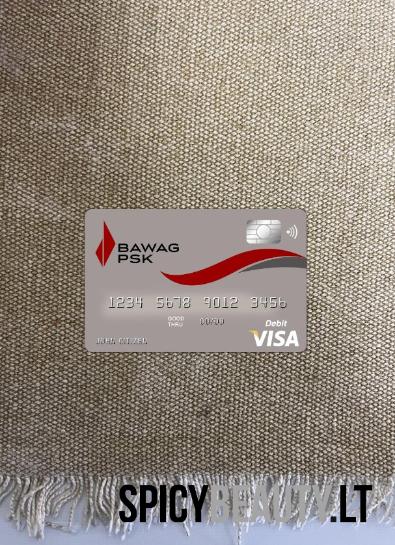 BAWAG
PSK
1234 5678 9012 3456
GOOD
THRU
Debit
VISA
SPICYBEAUTY.LT